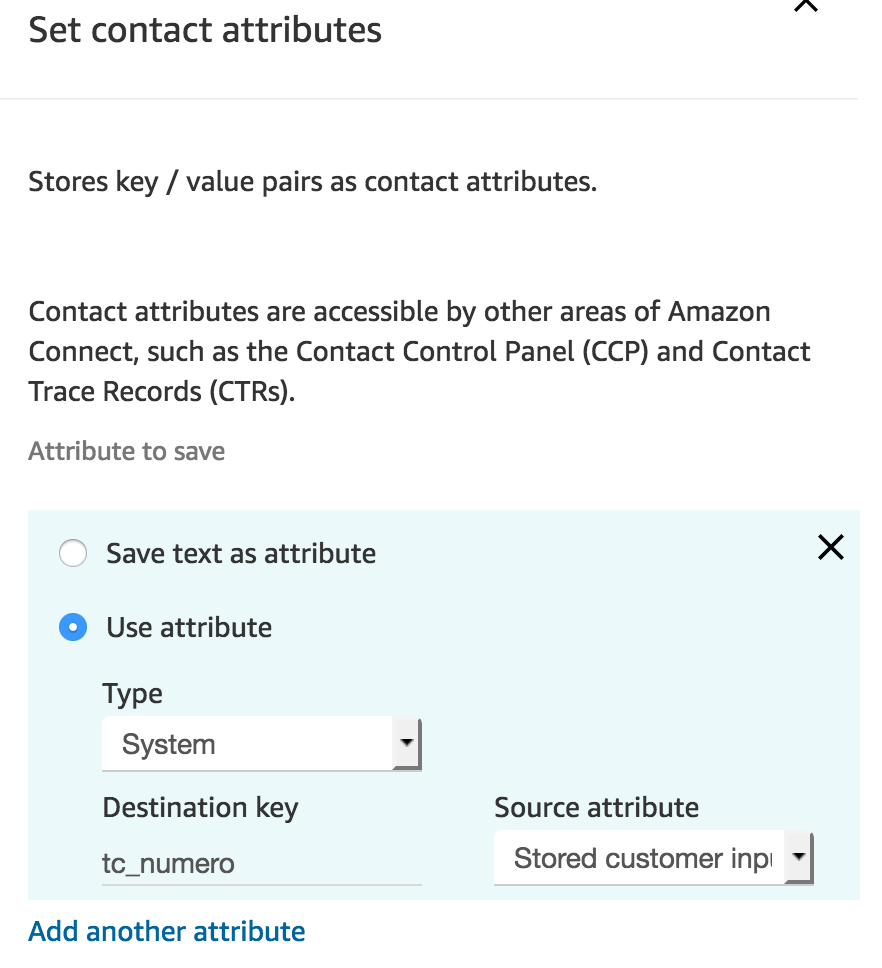 Set contact attributes
Stores key / value pairs as contact attributes.
Contact attributes are accessible by other areas of Amazon
Connect, such as the Contact Control Panel (CCP) and Contact
Trace Records (CTRs).
Attribute to save
Save text as attribute
Use attribute
Type
System
Destination key
Source attribute
tc_numero
Stored customer inpu
Add another attribute